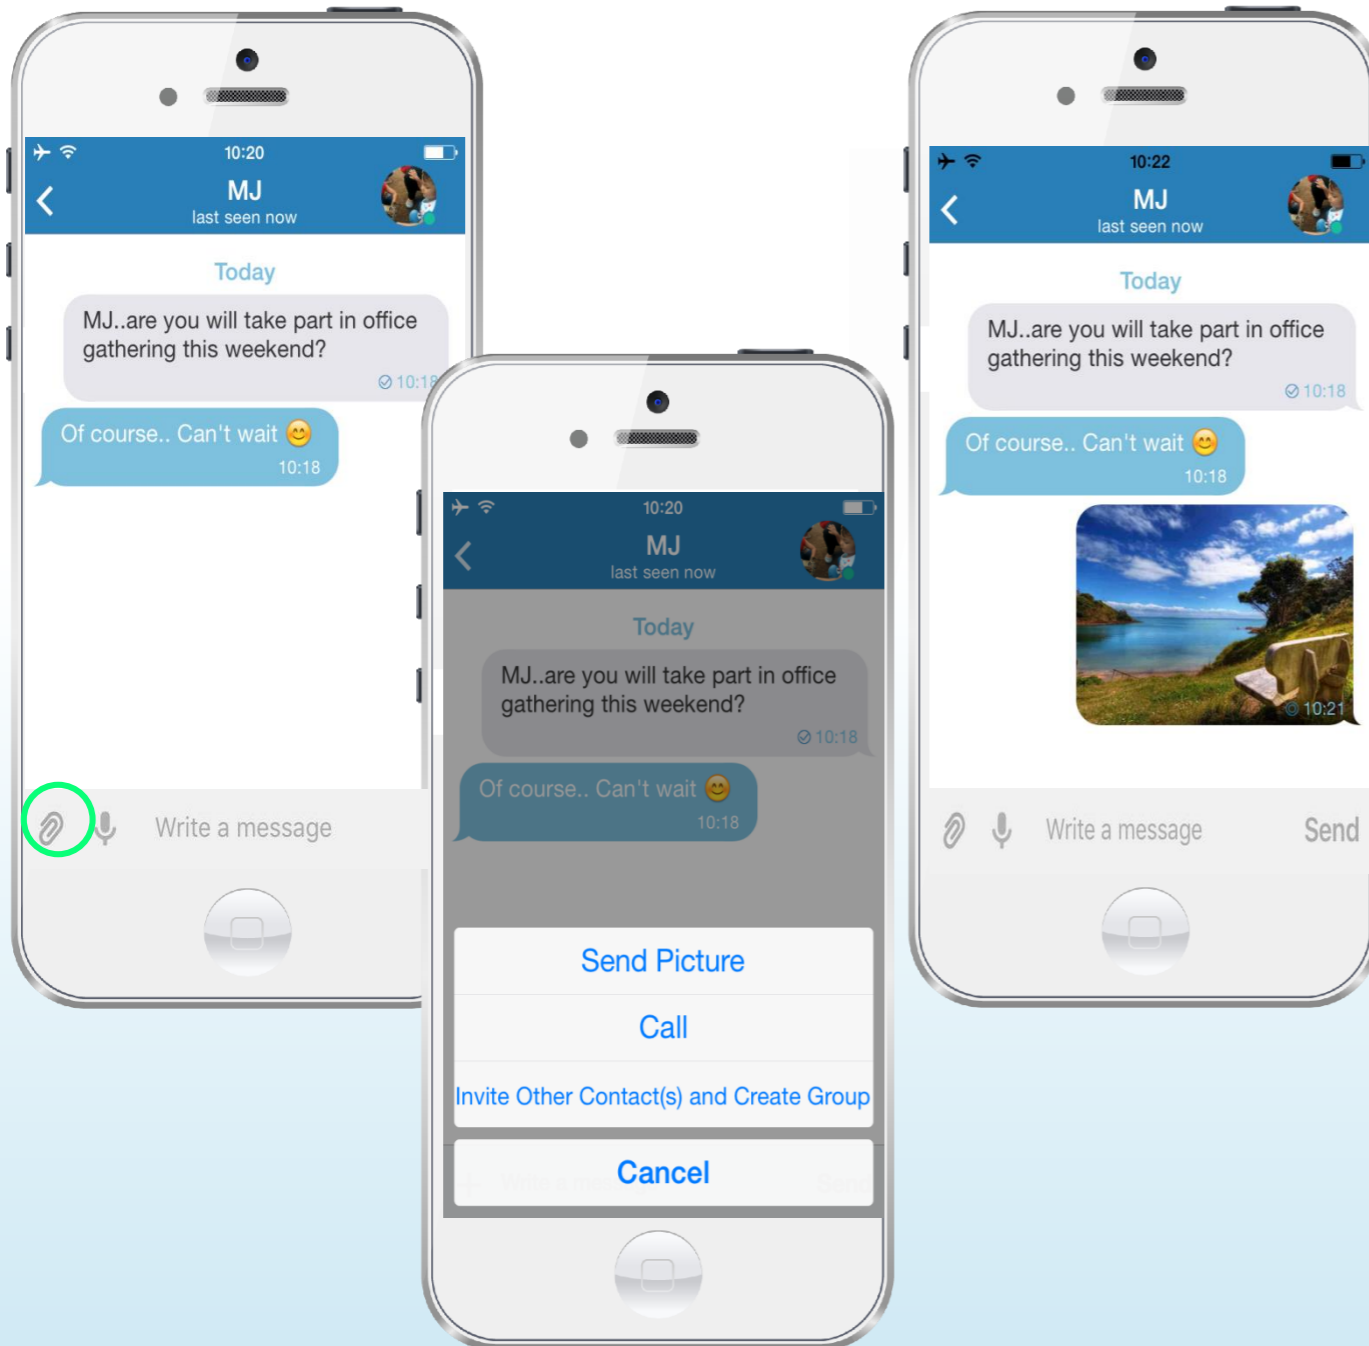 10:20
MJ
last seen now
Today
MJ..are you will take part in office
gathering this weekend?
10:18
Of course.. Can't wait 😊
10:18
Write a message
10:20
MJ
last seen now
Today
MJ..are you will take part in office
gathering this weekend?
10:18
Of course.. Can't wait 😊
10:18
Send Picture
Call
Invite Other Contact(s) and Create Group
Write a message
Send
Cancel
10:22
MJ
last seen now
Today
MJ..are you will take part in office
gathering this weekend?
10:18
Of course.. Can't wait 😊
10:18
10:21
Write a message
Send